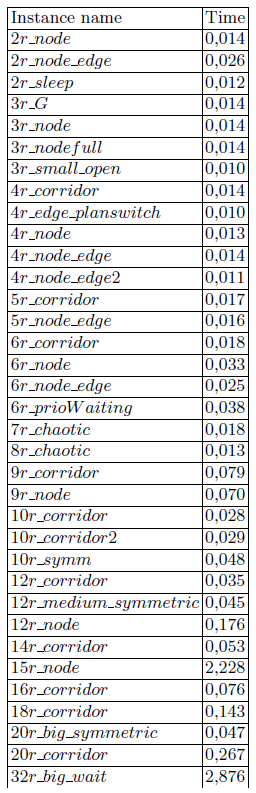 Instance name Time
2r_node 0,014
2r_node_edge 0,026
2r_sleep 0,012
3r_G 0,014
3r_node 0,014
3r_nodefull 0,014
3r_small_open 0,010
4r_corridor 0,014
4r_edge_planswitch 0,010
4r_node 0,013
4r_node_edge 0,014
4r_node_edge2 0,011
5r_corridor 0,017
5r_node_edge 0,016
6r_corridor 0,018
6r_node 0,033
6r_node_edge 0,025
6r_prioWaiting 0,038
7r_chaotic 0,018
8r_chaotic 0,013
9r_corridor 0,079
9r_node 0,070
10r_corridor 0,028
10r_corridor2 0,029
10r_symm 0,048
12r_corridor 0,035
12r_medium_symmetric 0,045
12r_node 0,176
14r_corridor 0,053
15r_node 2,228
16r_corridor 0,076
18r_corridor 0,143
20r_big_symmetric 0,047
20r_corridor 0,267
32r_big_wait 2,876